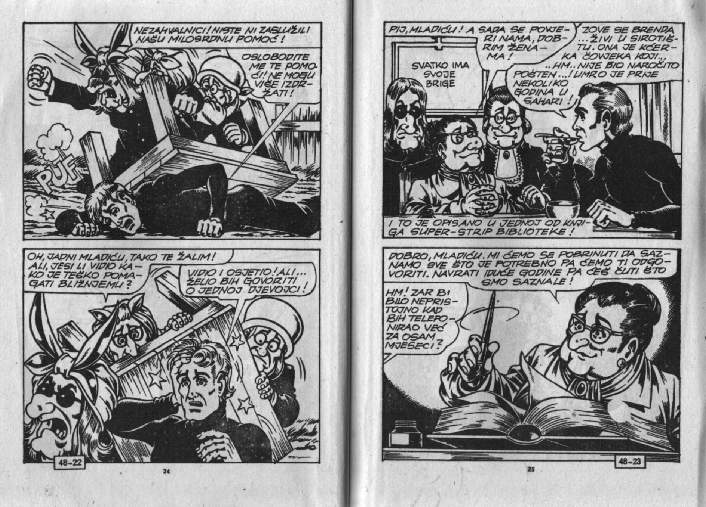 NEZAHVALNICI! NISTE NI ZASLUŽILI
NAŠU MILOSRDNU POMOĆ!
OSLOBODITE
ME TE POMO-
ĆI! NE MOGU
VIŠE IZDR-
ŽATI!
PUT
OH, JADNI MLADIĆU, TAKO TE ŽALIM!
ALI, JESI LI VIDIO KA-
KO JE TEŠKO POMA-
GATI BLIŽNJEMU?
VIDIO I OSJETIO! ALI...
ŽELIO BIH GOVORITI
O JEDNOJ DJEVOJCI!
48-22
24
PIJ, MLADIĆU! A SADA SE POVJE-
RI NAMA, DOB-
RIM ŽENA-
MA!
ZOVE SE BRENDA
...ŽIVI U SIROTIŠ-
TU. ONA JE KĆER-
KA ČOVJEKA KOJI...
...HM...NIJE BIO NAROČITO
POŠTEN...! UMRO JE PRIJE
NEKOLIKO
GODINA U
SAHARI!
SVATKO IMA
SVOJE
BRIGE
I TO JE OPISANO U JEDNOJ OD KNJI-
GA SUPER-STRIP BIBLIOTEKE!
DOBRO, MLADIĆU. MI ĆEMO SE POBRINUTI DA SAZ-
NAMO SVE ŠTO JE POTREBNO PA ĆEMO TI ODGO-
VORITI. NAVRATI IDUĆE GODINE PA ĆEŠ ČUTI ŠTO
SMO SAZNALE!
HM! ZAR BI
BILO NEPRIS-
TOJNO KAD
BIH TELEFO-
NIRAO VEĆ
ZA OSAM
MJESECI?
25
48-23